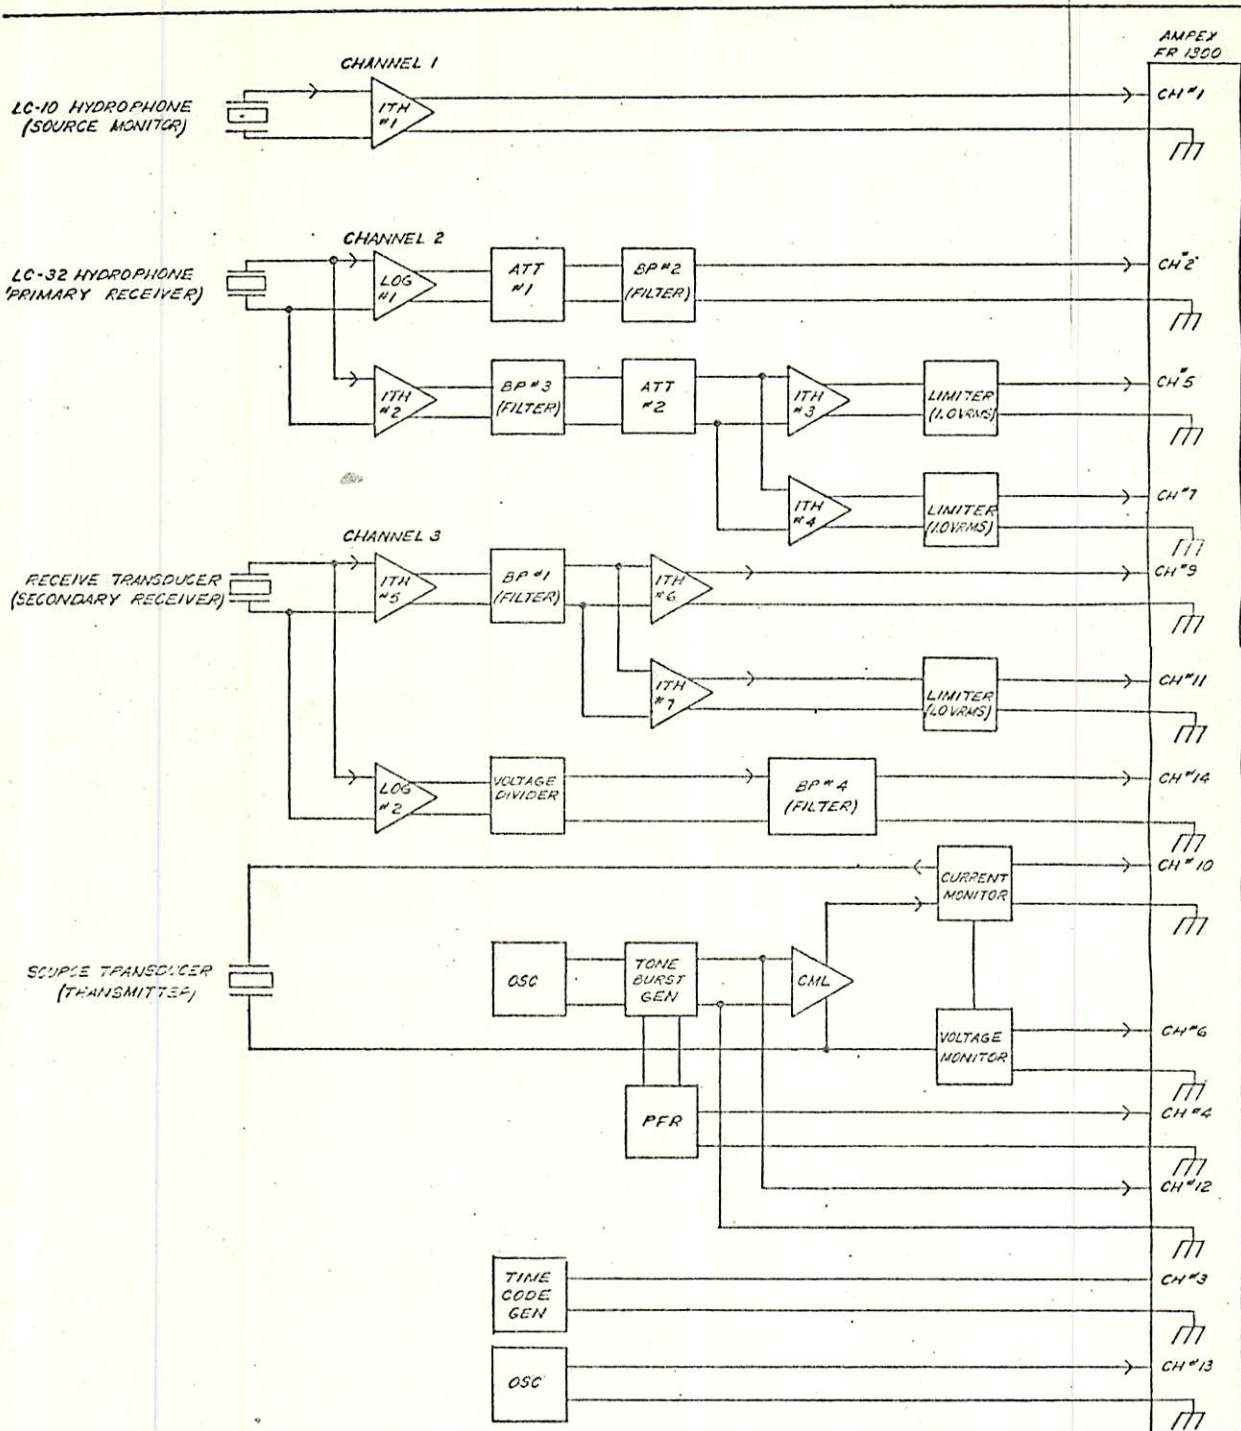 AMPEX
FR 1300
CHANNEL 1
LC-10 HYDROPHONE
(SOURCE MONITOR)
ITH
#1
CH#1
CHANNEL 2
LC-32 HYDROPHONE
(PRIMARY RECEIVER)
LOG
#1
ATT
#1
BP#2
(FILTER)
CH#2
ITH
#2
BP#3
(FILTER)
ATT
#2
ITH
#3
LIMITER
(1.0VRMS)
CH#5
ITH
#4
LIMITER
(1.0VRMS)
CH#7
CHANNEL 3
RECEIVE TRANSDUCER
(SECONDARY RECEIVER)
ITH
#5
BP#1
(FILTER)
ITH
#6
CH#9
ITH
#7
LIMITER
(1.0VRMS)
CH#11
LOG
#2
VOLTAGE
DIVIDER
BP#4
(FILTER)
CH#14
CURRENT
MONITOR
CH#10
SOURCE TRANSDUCER
(TRANSMITTER)
OSC
TONE
BURST
GEN
CML
VOLTAGE
MONITOR
CH#6
PFR
CH#4
CH#12
TIME
CODE
GEN
CH#3
OSC
CH#13